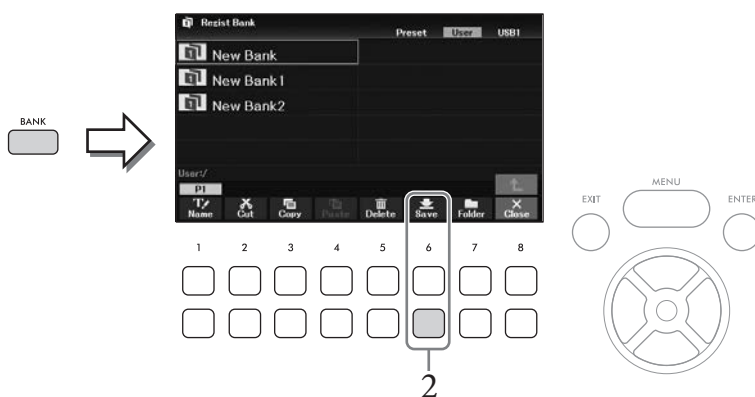 Regist Bank
Preset User USB1
New Bank
New Bank1
New Bank2
BANK
User:/
P1
Name Cut Copy Paste Delete Save Folder Close
EXIT MENU ENTER
1 2 3 4 5 6 7 8
2